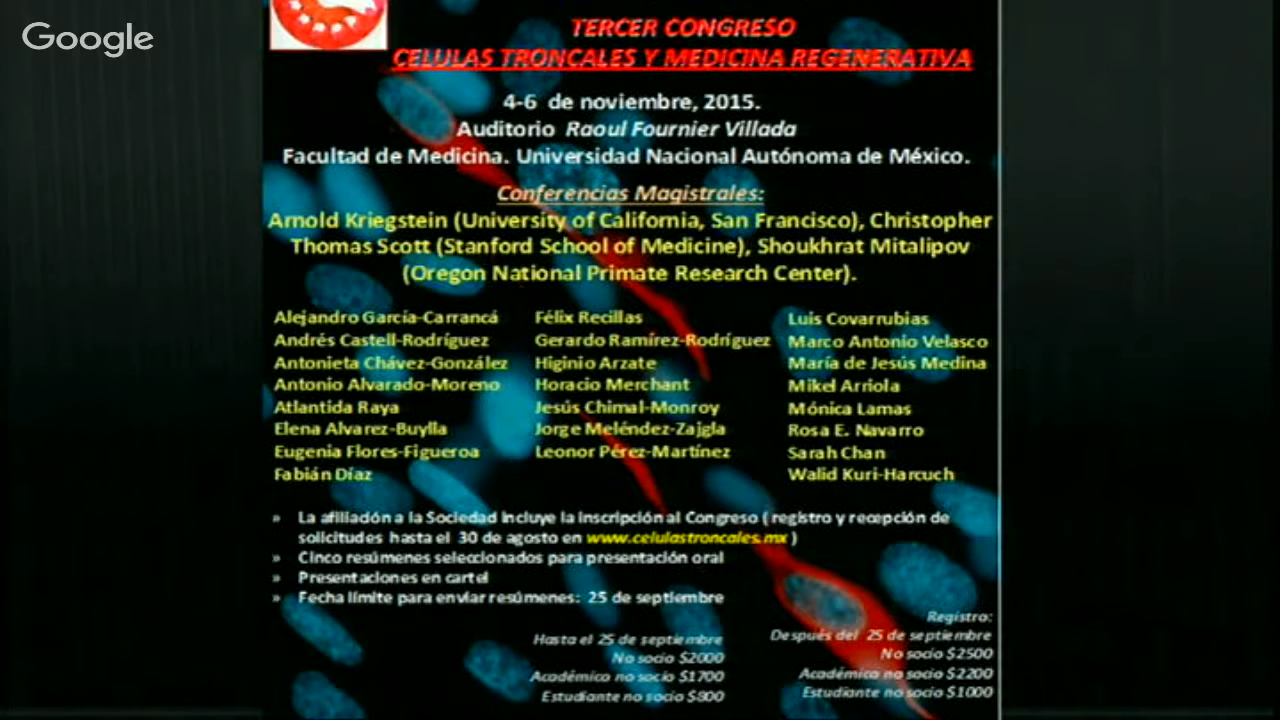 Google
TERCER CONGRESO
CELULAS TRONCALES Y MEDICINA REGENERATIVA
4-6 de noviembre, 2015.
Auditorio Raoul Fournier Villada
Facultad de Medicina. Universidad Nacional Autónoma de México.
Conferencias Magistrales:
Arnold Kriegstein (University of California, San Francisco), Christopher
Thomas Scott (Stanford School of Medicine), Shoukhrat Mitalipov
(Oregon National Primate Research Center).
Alejandro García-Carrancá
Andrés Castell-Rodríguez
Antonieta Chávez-González
Antonio Alvarado-Moreno
Atlantida Raya
Elena Alvarez-Buylla
Eugenia Flores-Figueroa
Fabián Díaz
Félix Recillas
Gerardo Ramírez-Rodríguez
Higinio Arzate
Horacio Merchant
Jesús Chimal-Monroy
Jorge Meléndez-Zajgla
Leonor Pérez-Martínez
Luis Covarrubias
Marco Antonio Velasco
María de Jesús Medina
Mikel Arriola
Mónica Lamas
Rosa E. Navarro
Sarah Chan
Walid Kuri-Harcuch
» La afiliación a la Sociedad incluye la inscripción al Congreso ( registro y recepción de
solicitudes hasta el 30 de agosto en www.celulastroncales.mx )
» Cinco resúmenes seleccionados para presentación oral
» Presentaciones en cartel
» Fecha límite para enviar resúmenes: 25 de septiembre
Hasta el 25 de septiembre
No socio $2000
Académico no socio $1700
Estudiante no socio $800
Registro:
Después del 25 de septiembre
No socio $2500
Académico no socio $2200
Estudiante no socio $1000